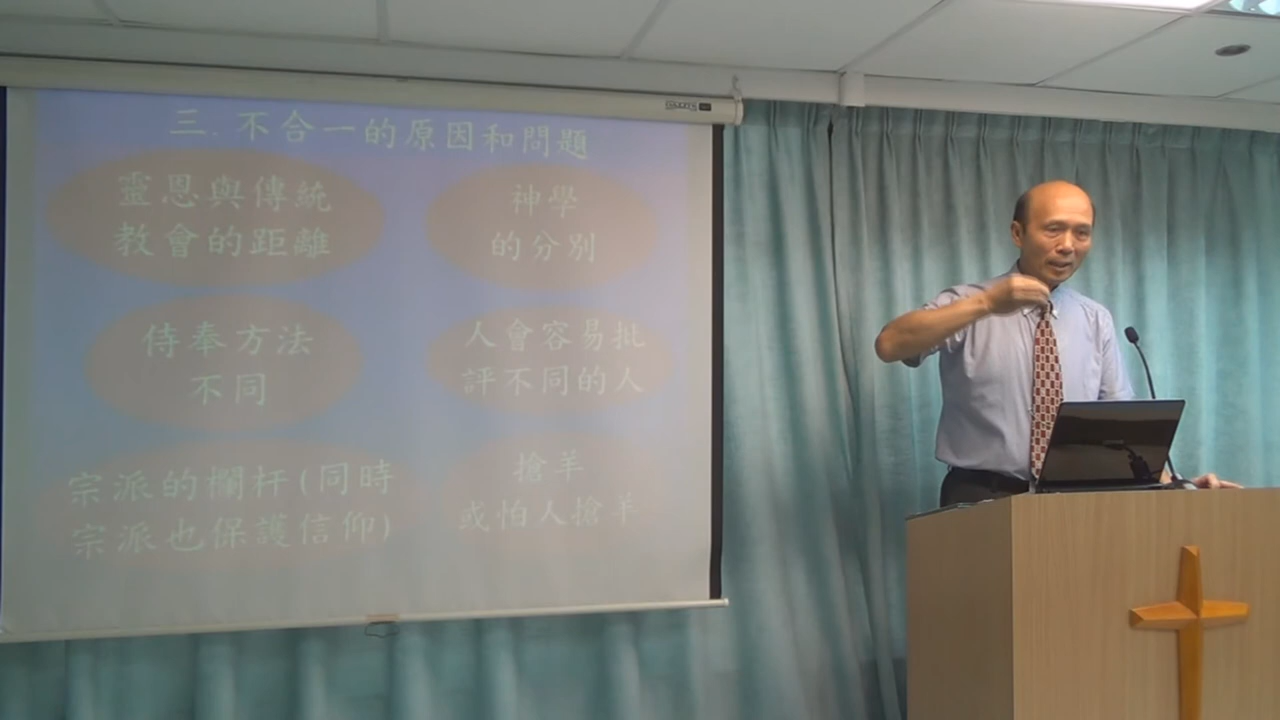 三.不合一的原因和問題
靈恩與傳統
教會的距離
神學
的分別
侍奉方法
不同
人會容易批
評不同的人
宗派的欄杆(同時
宗派也保護信仰)
搶羊
或怕人搶羊